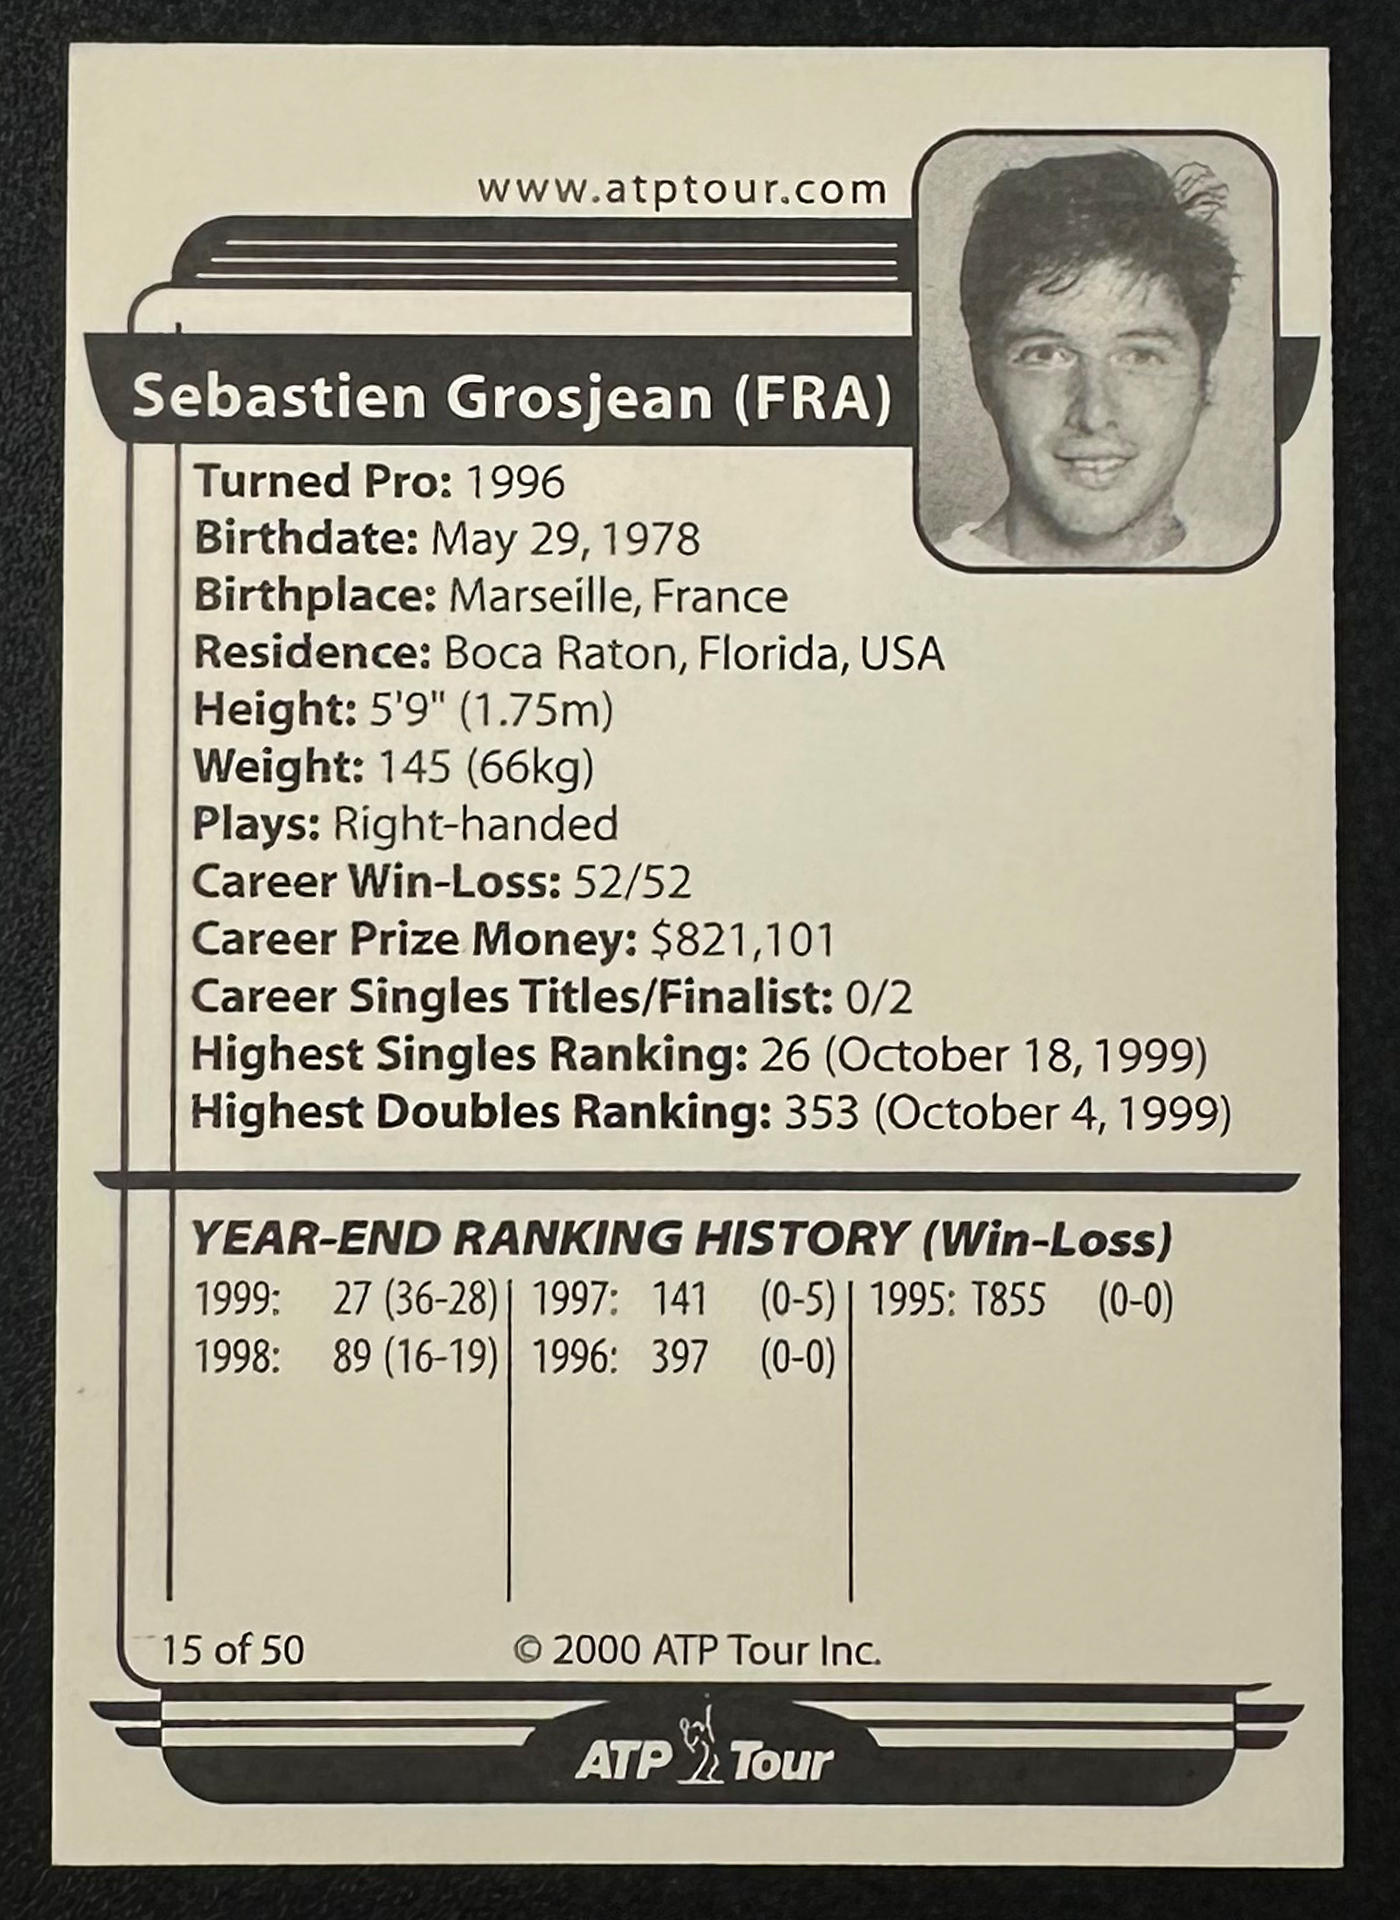 www.atptour.com
Sebastien Grosjean (FRA)
Turned Pro: 1996
Birthdate: May 29, 1978
Birthplace: Marseille, France
Residence: Boca Raton, Florida, USA
Height: 5'9" (1.75m)
Weight: 145 (66kg)
Plays: Right-handed
Career Win-Loss: 52/52
Career Prize Money: $821,101
Career Singles Titles/Finalist: 0/2
Highest Singles Ranking: 26 (October 18, 1999)
Highest Doubles Ranking: 353 (October 4, 1999)
YEAR-END RANKING HISTORY (Win-Loss)
1999: 27 (36-28) 1997: 141 (0-5) 1995: T855 (0-0)
1998: 89 (16-19) 1996: 397 (0-0)
15 of 50 © 2000 ATP Tour Inc.
ATP Tour